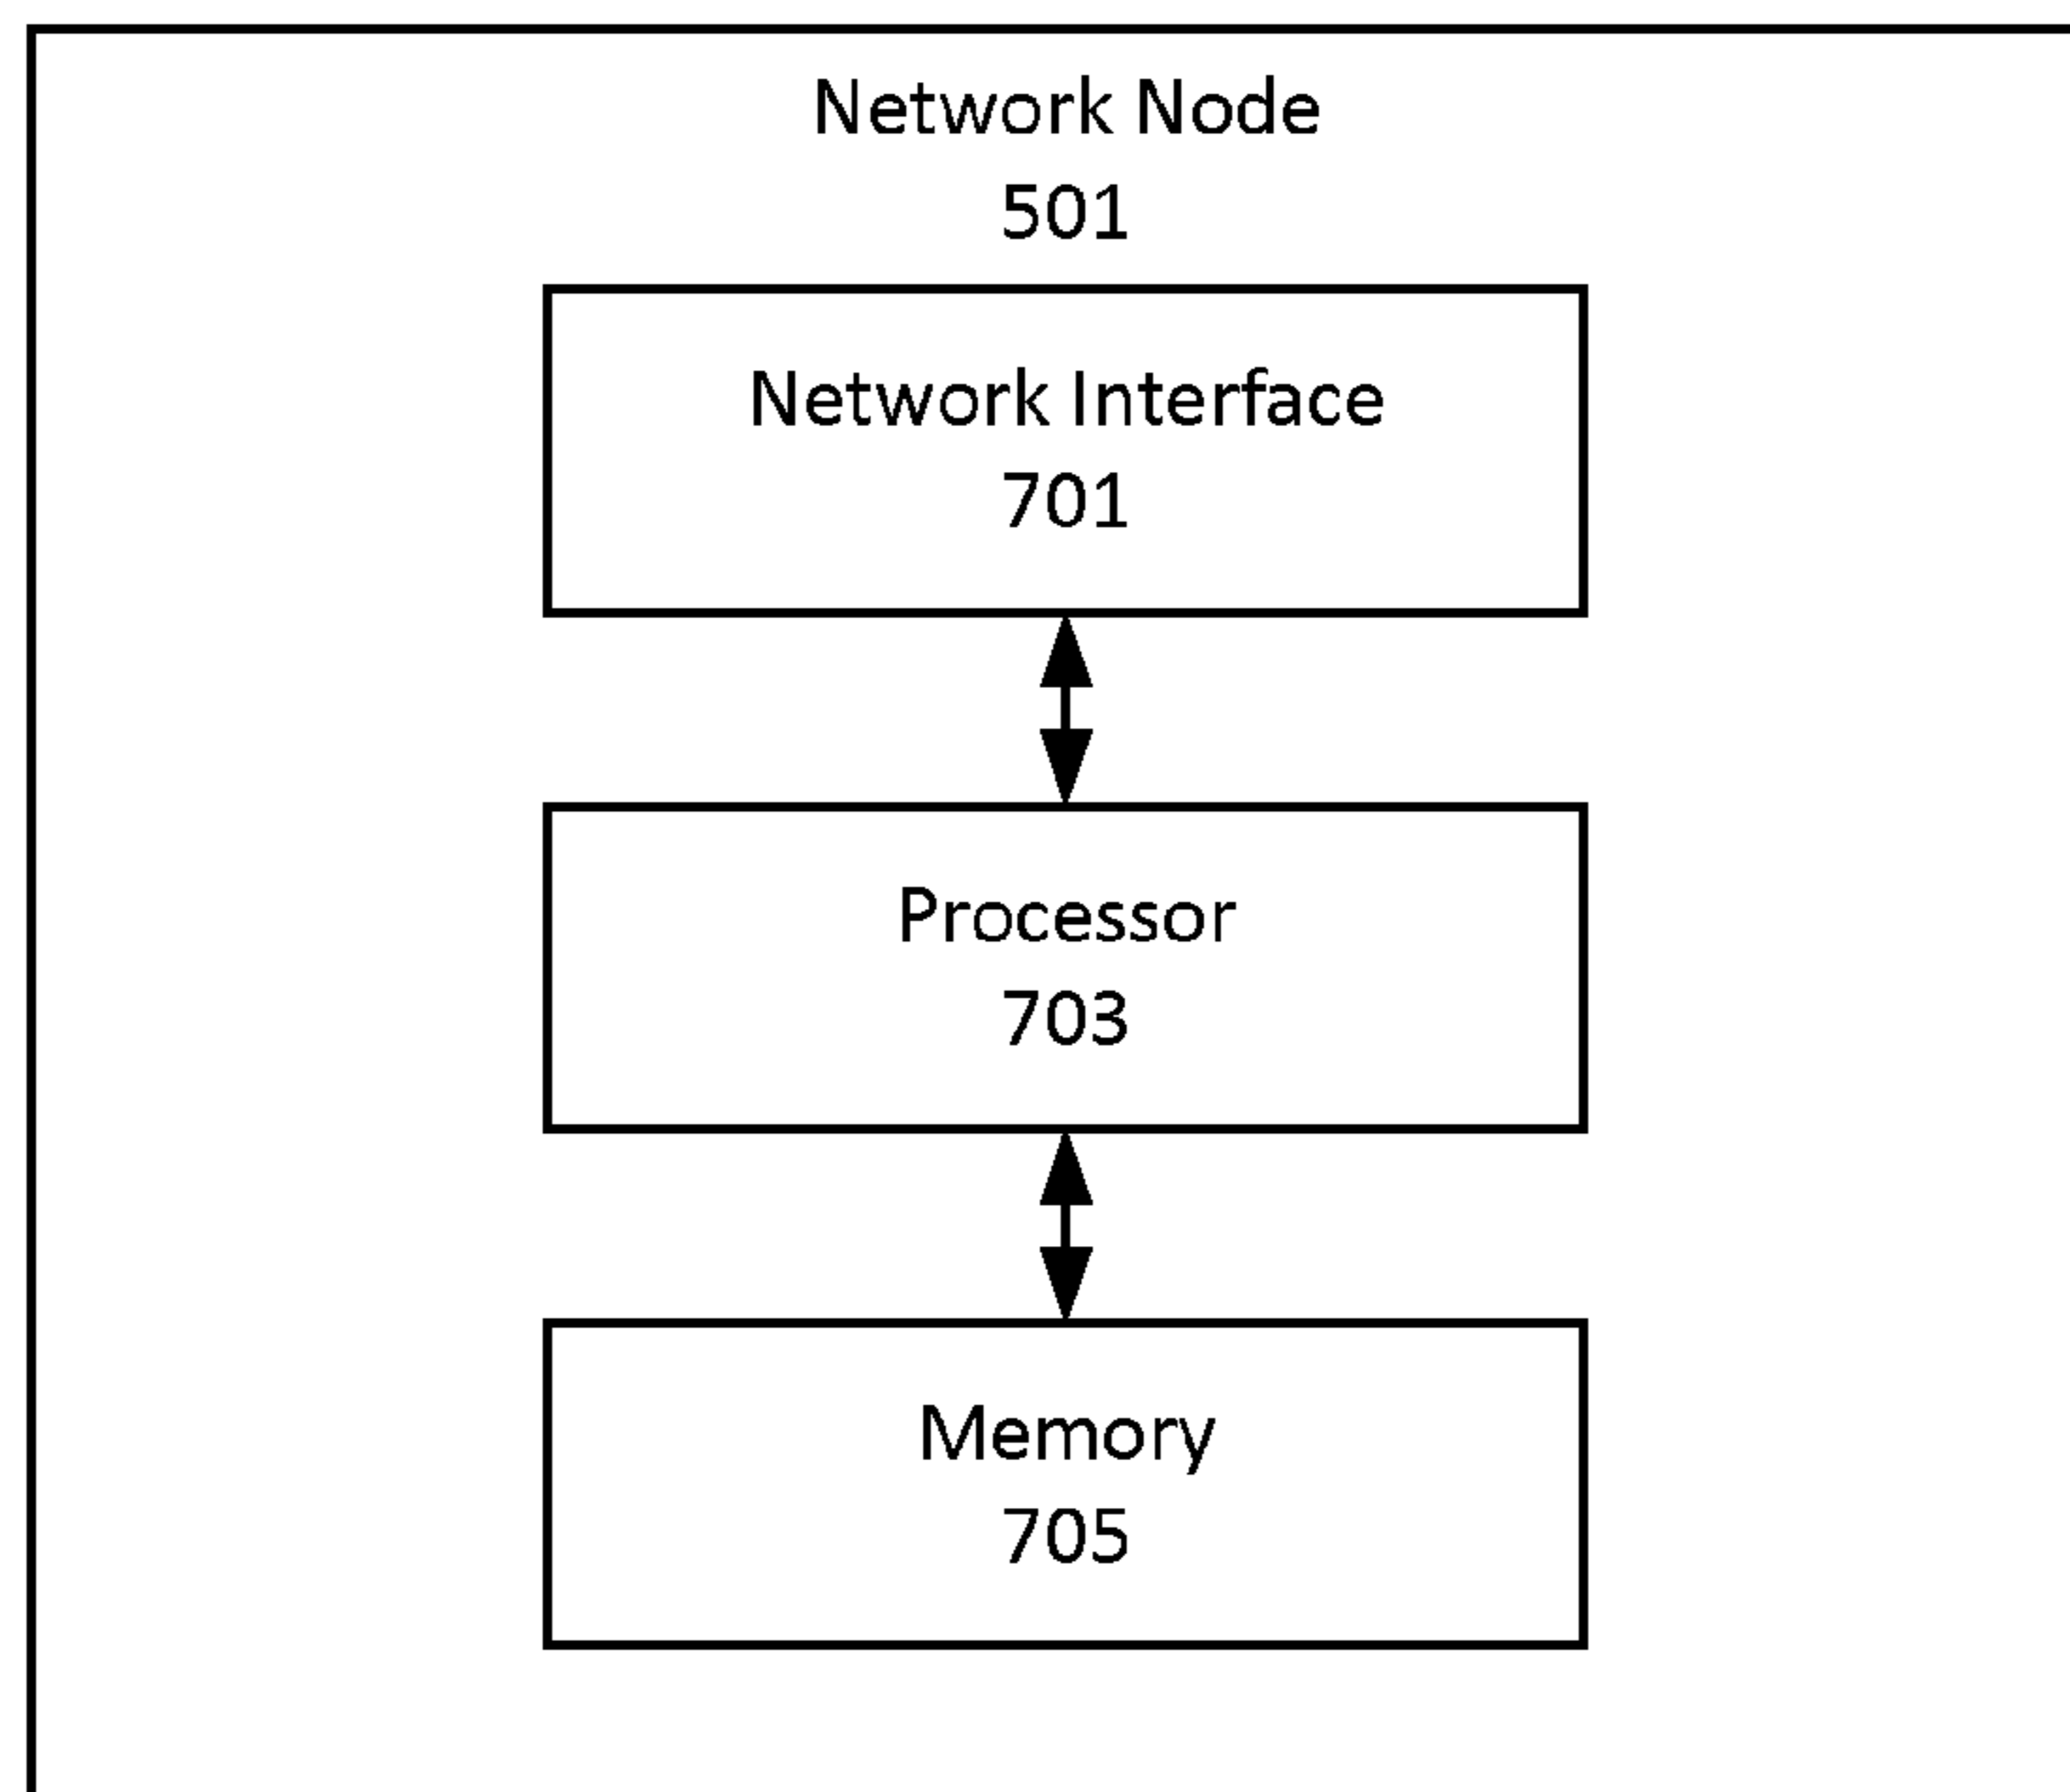 Network Node
501
Network Interface
701
Processor
703
Memory
705